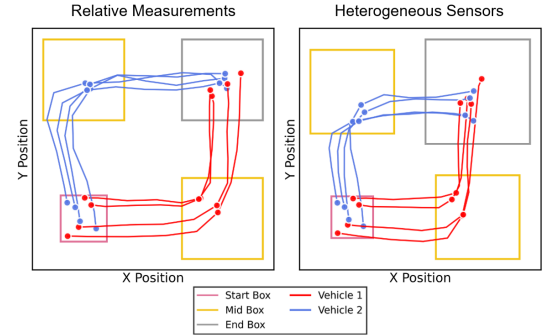 Relative Measurements
Heterogeneous Sensors
Y Position
Y Position
X Position
X Position
Start Box
Vehicle 1
Mid Box
Vehicle 2
End Box